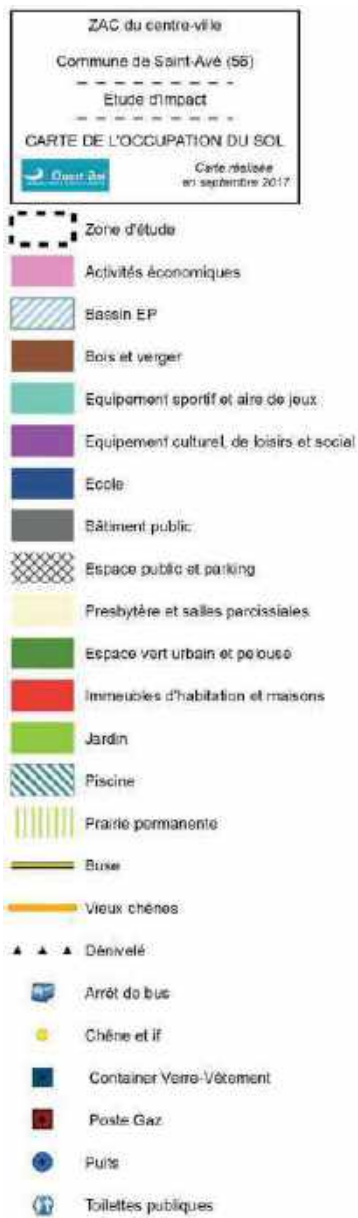 ZAC du centre-ville
Commune de Saint-Avé (56)
Etude d'Impact
CARTE DE L'OCCUPATION DU SOL
Carte réalisée
en septembre 2017
Zone d'étude
Activités économiques
Bassin EP
Bois et verger
Equipement sportif et aire de jeux
Equipement culturel, de loisirs et social
Ecole
Bâtiment public
Espace public et parking
Presbytère et salles paroissiales
Espace vert urbain et pelouse
Immeubles d'habitation et maisons
Jardin
Piscine
Prairie permanente
Buse
Vieux chênes
Dénivelé
Arrêt de bus
Chêne et if
Container Verre-Vêtement
Poste Gaz
Puits
Toilettes publiques